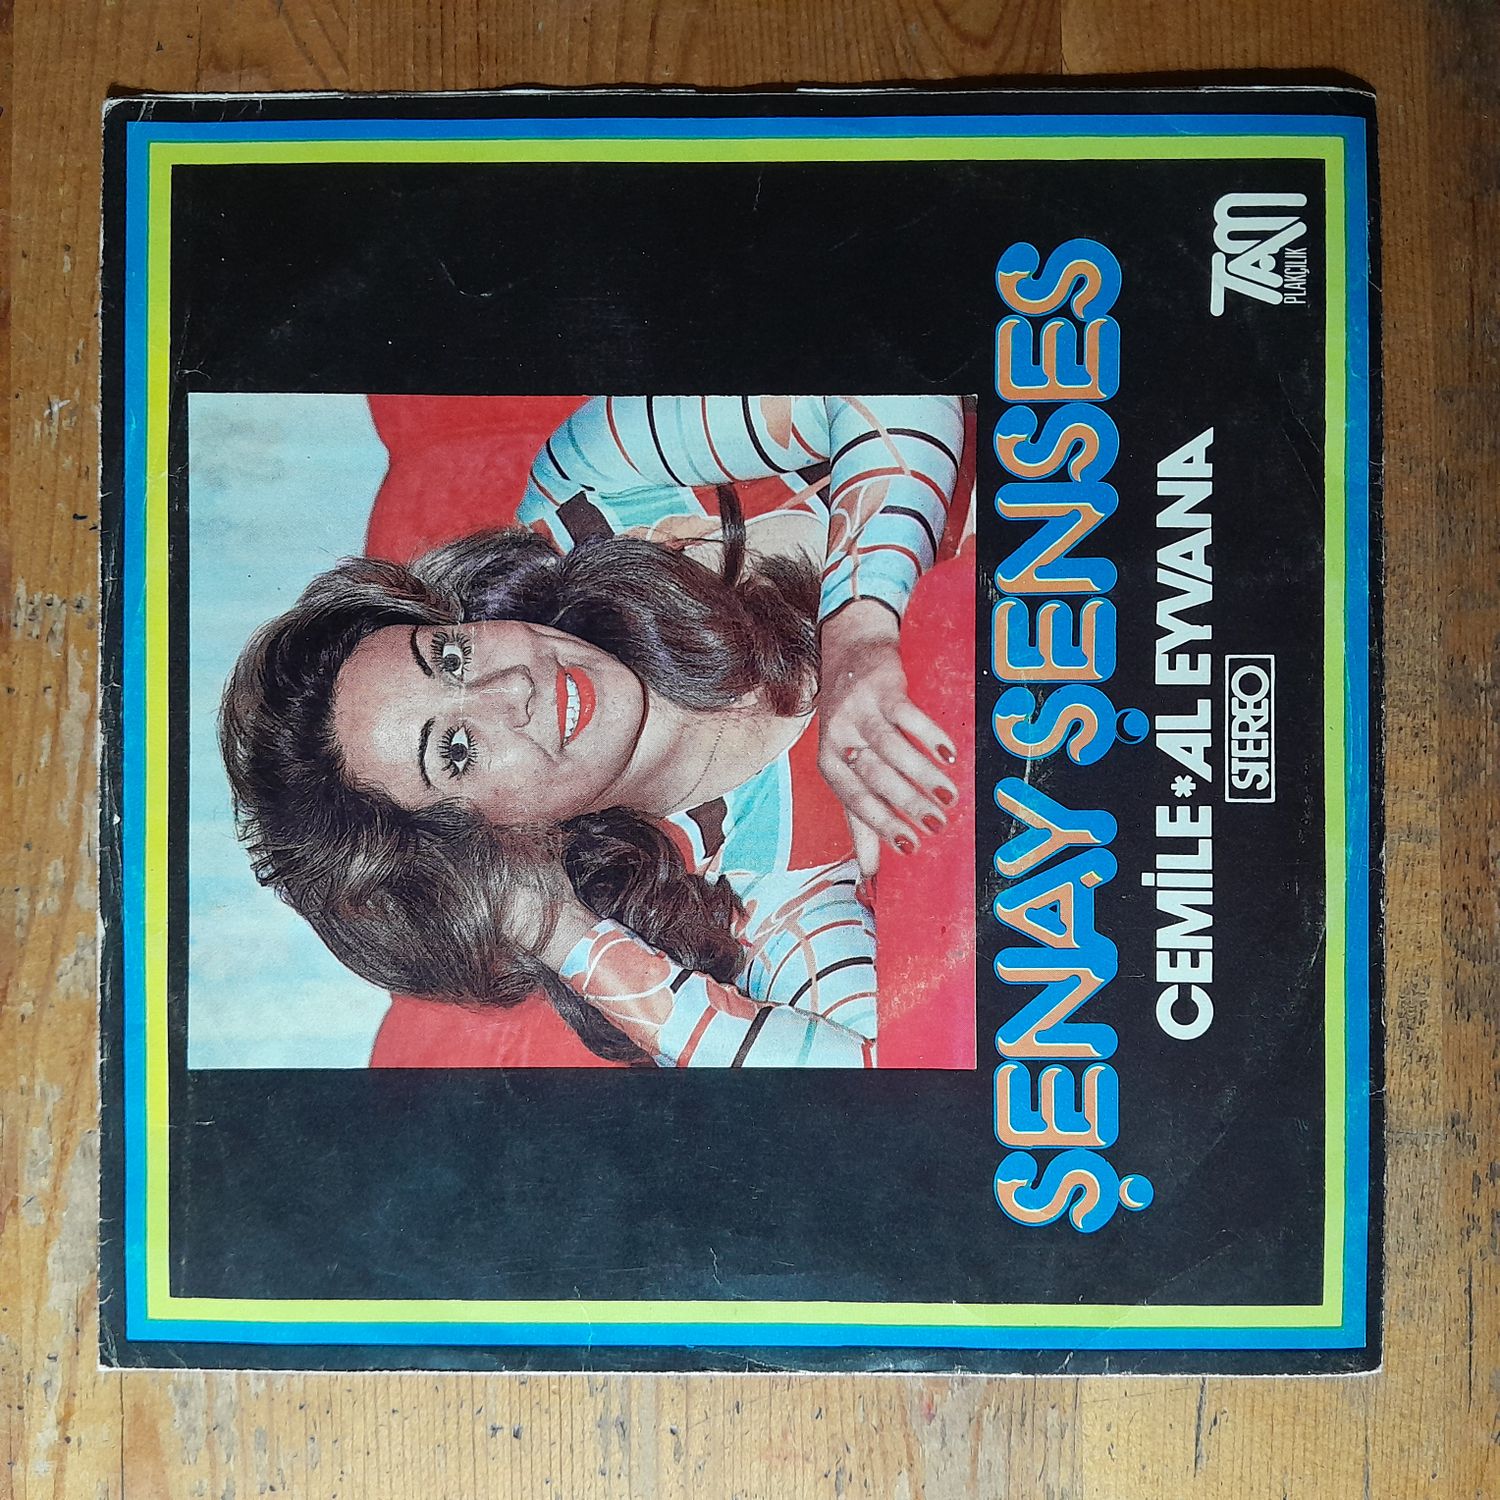 ŞENAY ŞENSES
CEMİLE * AL EYVANA
STEREO
TAM
PLAKÇILIK